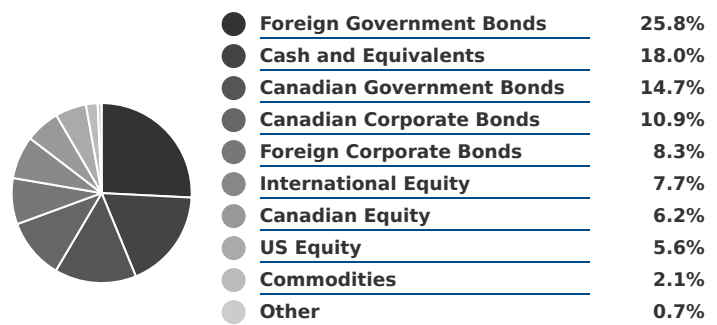 Foreign Government Bonds 25.8%
Cash and Equivalents 18.0%
Canadian Government Bonds 14.7%
Canadian Corporate Bonds 10.9%
Foreign Corporate Bonds 8.3%
International Equity 7.7%
Canadian Equity 6.2%
US Equity 5.6%
Commodities 2.1%
Other 0.7%